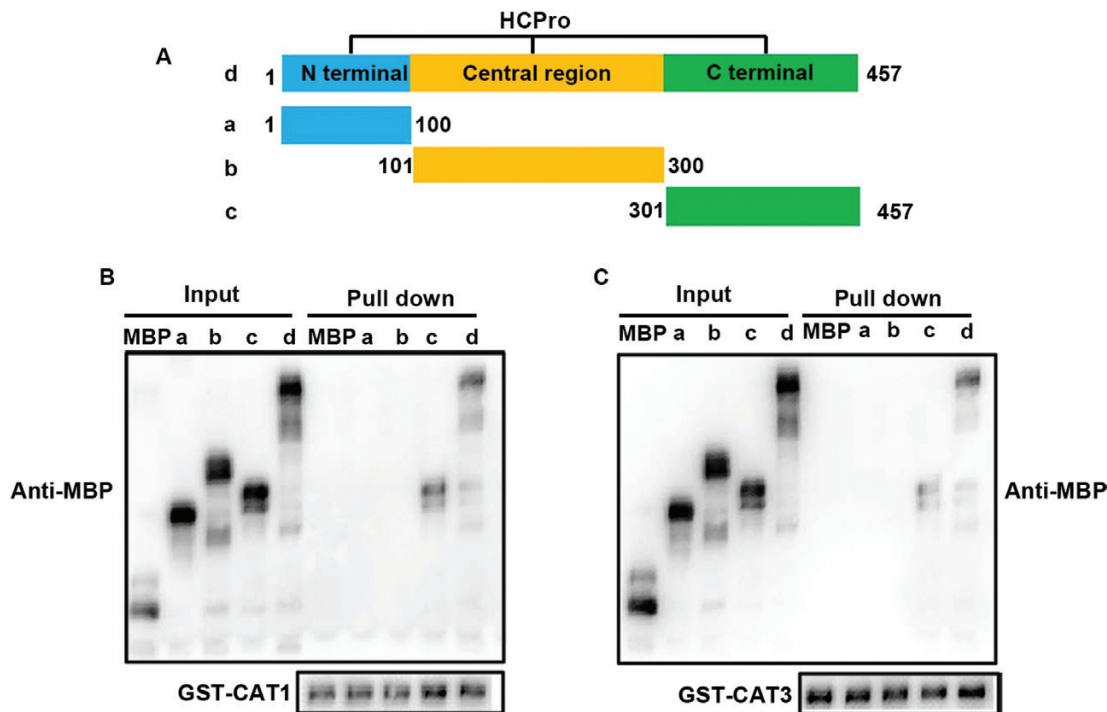 HCPro
A
d 1 N terminal Central region C terminal 457
a 1 100
b 101 300
c 301 457
B
Input Pull down
MBP a b c d MBP a b c d
Anti-MBP
GST-CAT1
C
Input Pull down
MBP a b c d MBP a b c d
Anti-MBP
GST-CAT3